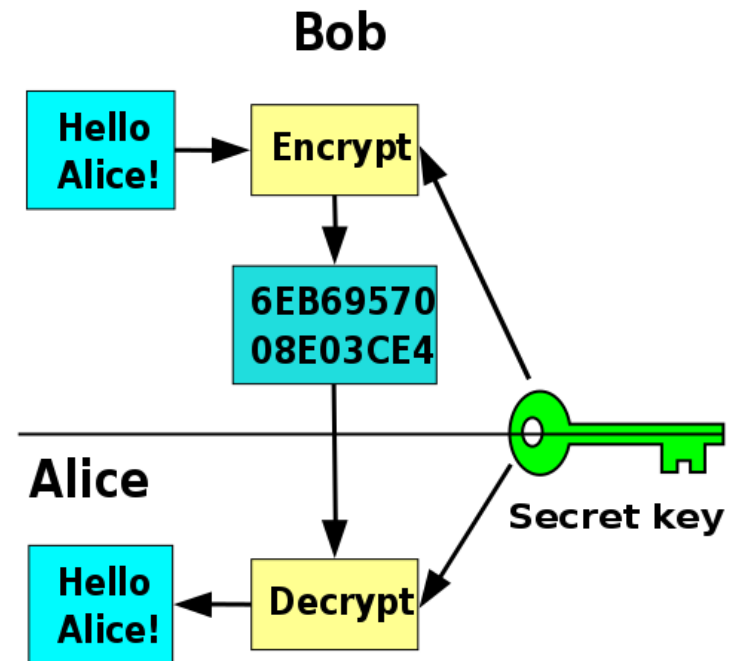 Bob
Hello
Alice!
Encrypt
6EB69570
08E03CE4
Alice
Secret key
Hello
Alice!
Decrypt